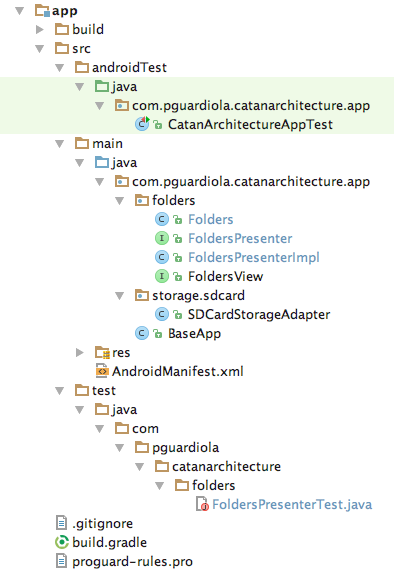 app
build
src
androidTest
java
com.pguardiola.catanarchitecture.app
CatanArchitectureAppTest
main
java
com.pguardiola.catanarchitecture.app
folders
Folders
FoldersPresenter
FoldersPresenterImpl
FoldersView
storage.sdcard
SDCardStorageAdapter
BaseApp
res
AndroidManifest.xml
test
java
com
pguardiola
catanarchitecture
folders
FoldersPresenterTest.java
.gitignore
build.gradle
proguard-rules.pro